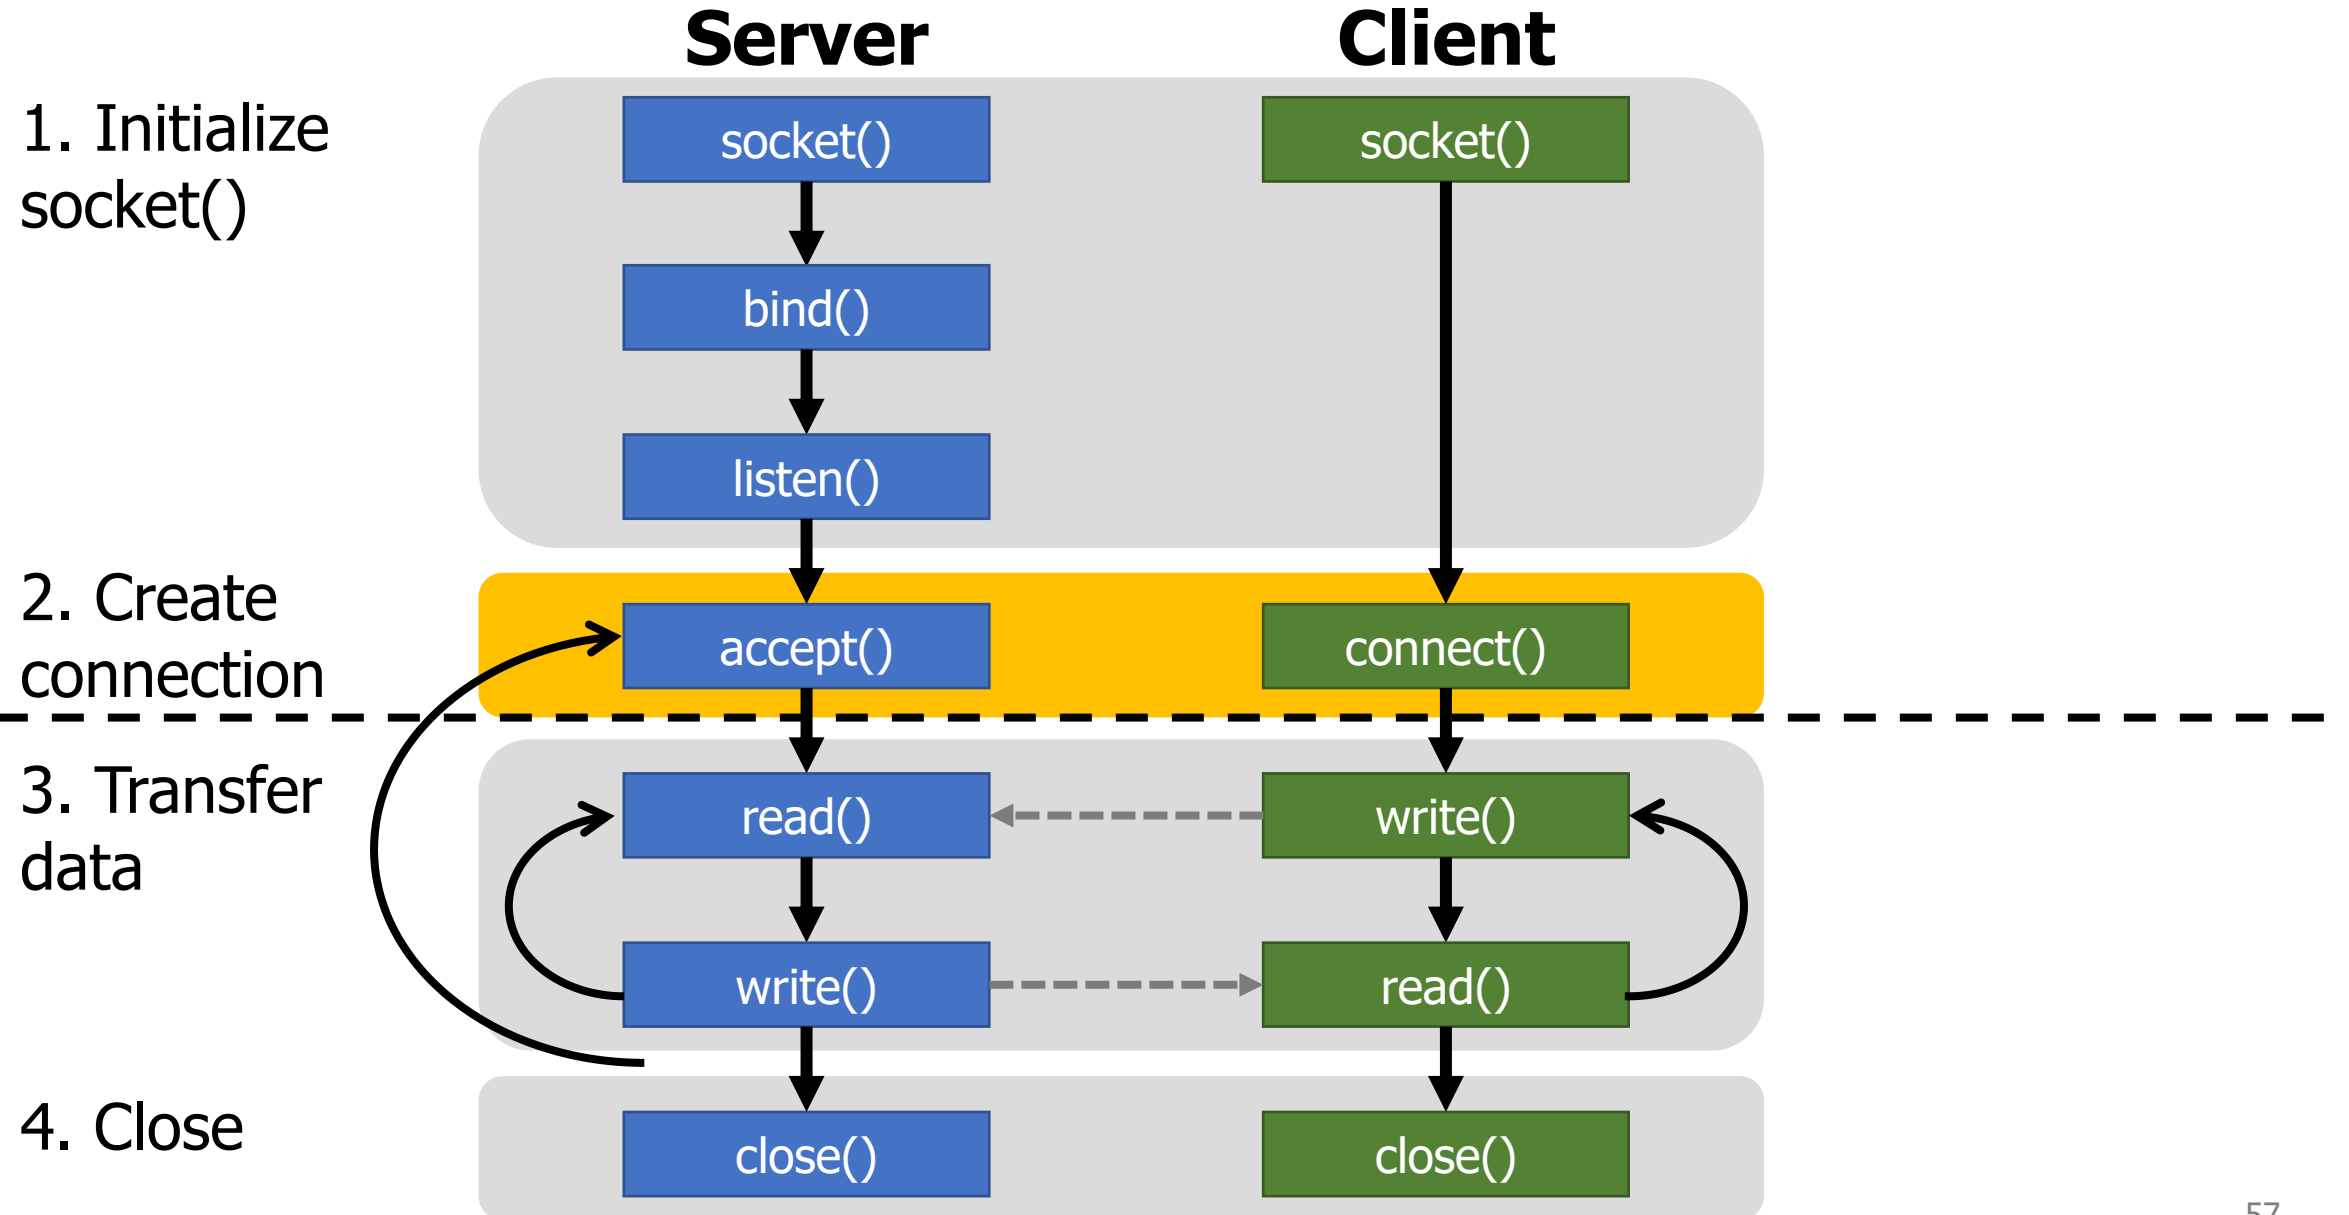 Server
Client
1. Initialize
socket()
socket()
socket()
bind()
listen()
2. Create
connection
accept()
connect()
3. Transfer
data
read()
write()
write()
read()
4. Close
close()
close()
57